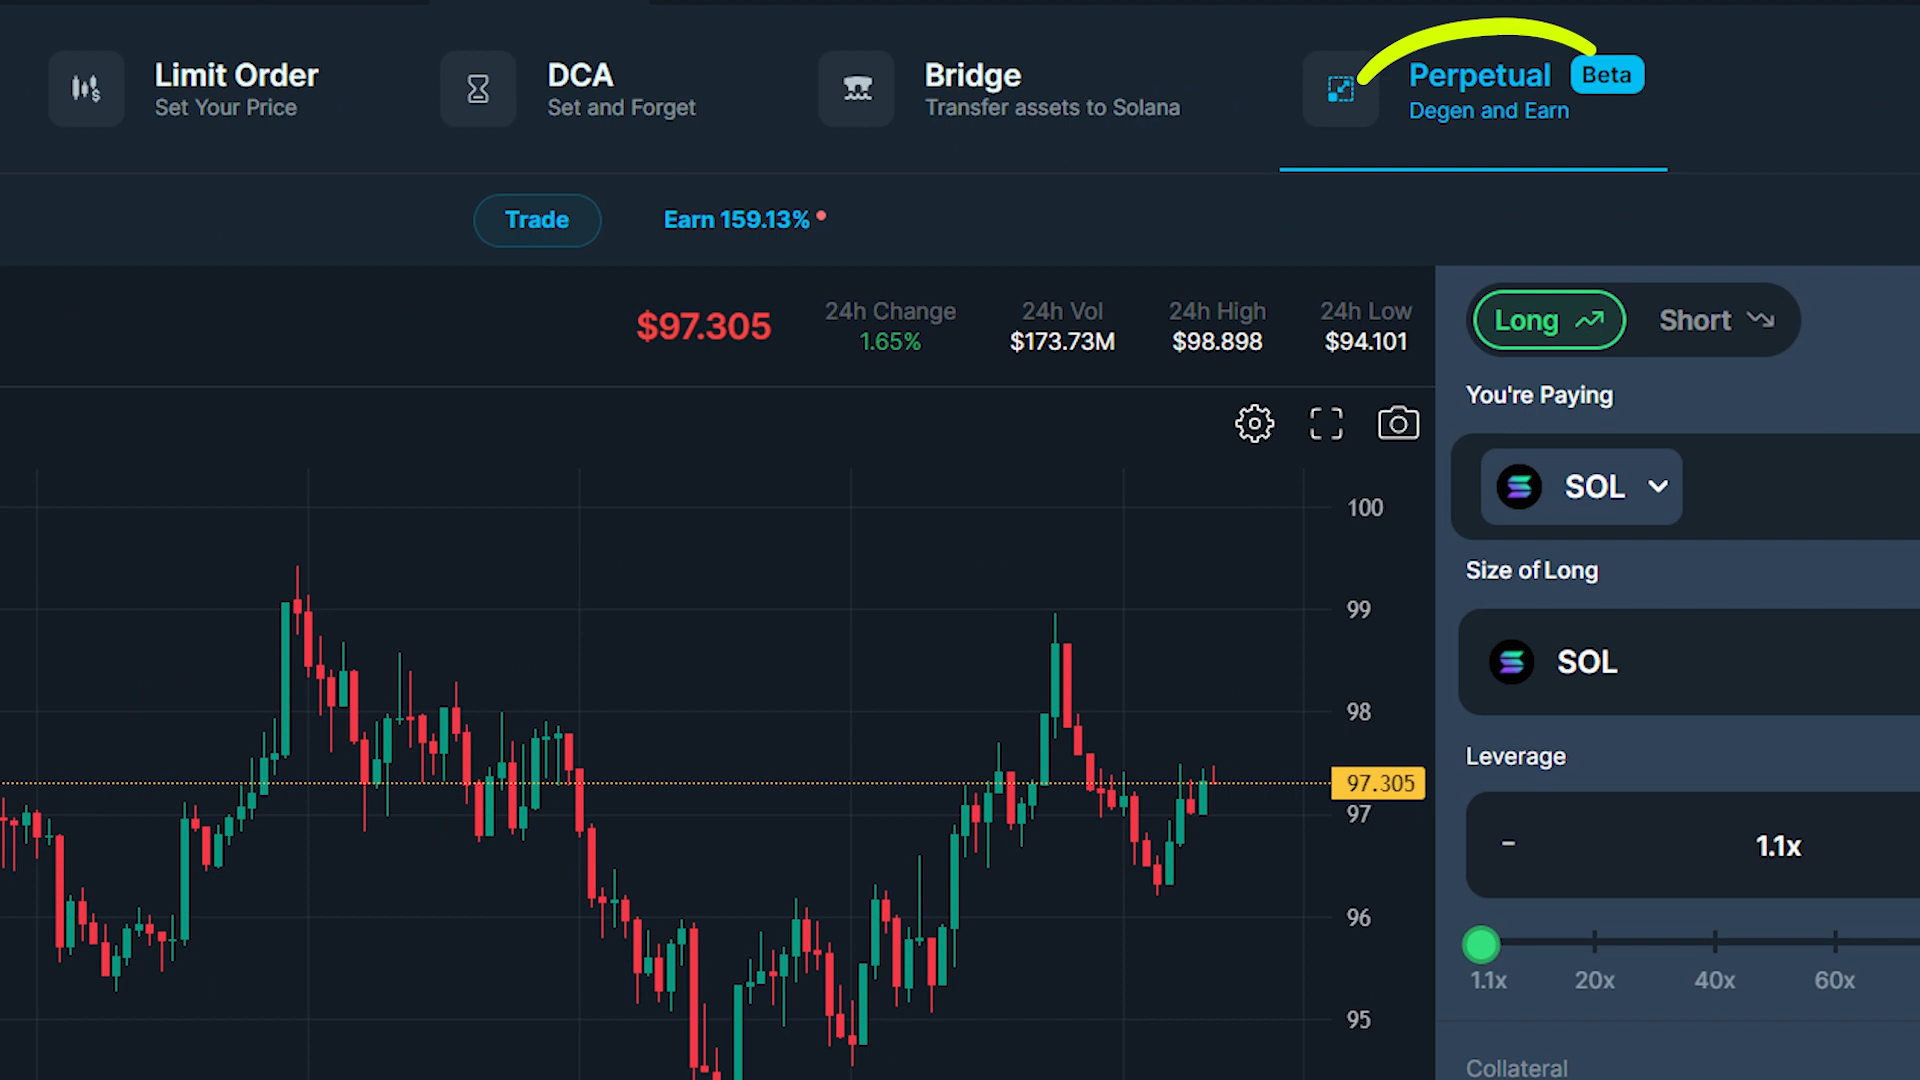 Limit Order
Set Your Price
DCA
Set and Forget
Bridge
Transfer assets to Solana
Perpetual Beta
Degen and Earn
Trade
Earn 159.13%
$97.305
24h Change
1.65%
24h Vol
$173.73M
24h High
$98.898
24h Low
$94.101
100
99
98
97.305
97
96
95
Long
Short
You're Paying
SOL
Size of Long
SOL
Leverage
- 1.1x
1.1x 20x 40x 60x
Collateral